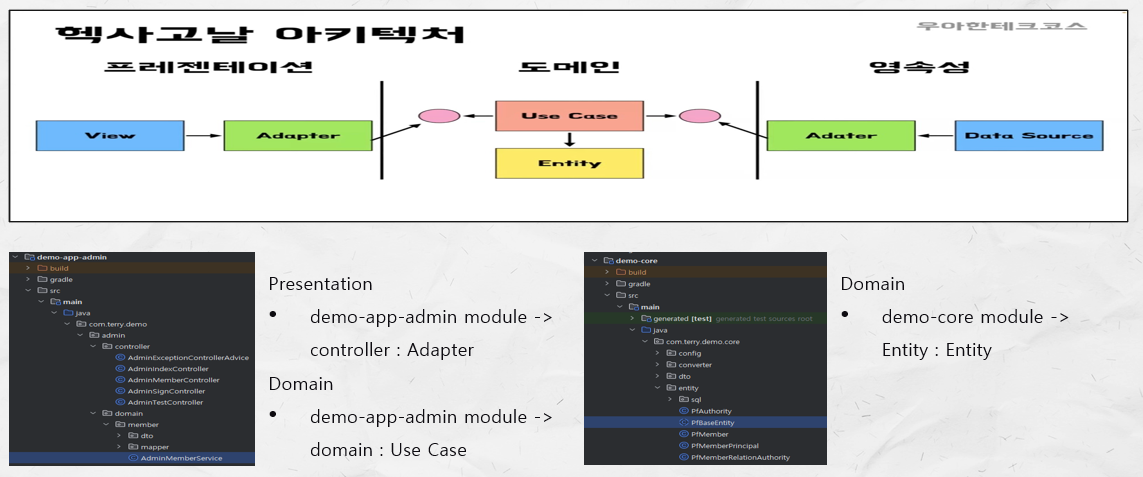 헥사고날 아키텍처
우아한테크코스
프레젠테이션
도메인
영속성
View
Adapter
Use Case
Entity
Adater
Data Source
demo-app-admin
build
gradle
src
main
java
com.terry.demo
admin
controller
AdminExceptionControllerAdvice
AdminIndexController
AdminMemberController
AdminSignController
AdminTestController
domain
member
dto
mapper
AdminMemberService
Presentation
• demo-app-admin module ->
controller : Adapter
Domain
• demo-app-admin module ->
domain : Use Case
demo-core
build
gradle
src
main
generated [test] generated test sources root
java
com.terry.demo.core
config
converter
dto
entity
sql
PfAuthority
PfBaseEntity
PfMember
PfMemberPrincipal
PfMemberRelationAuthority
Domain
• demo-core module ->
Entity : Entity